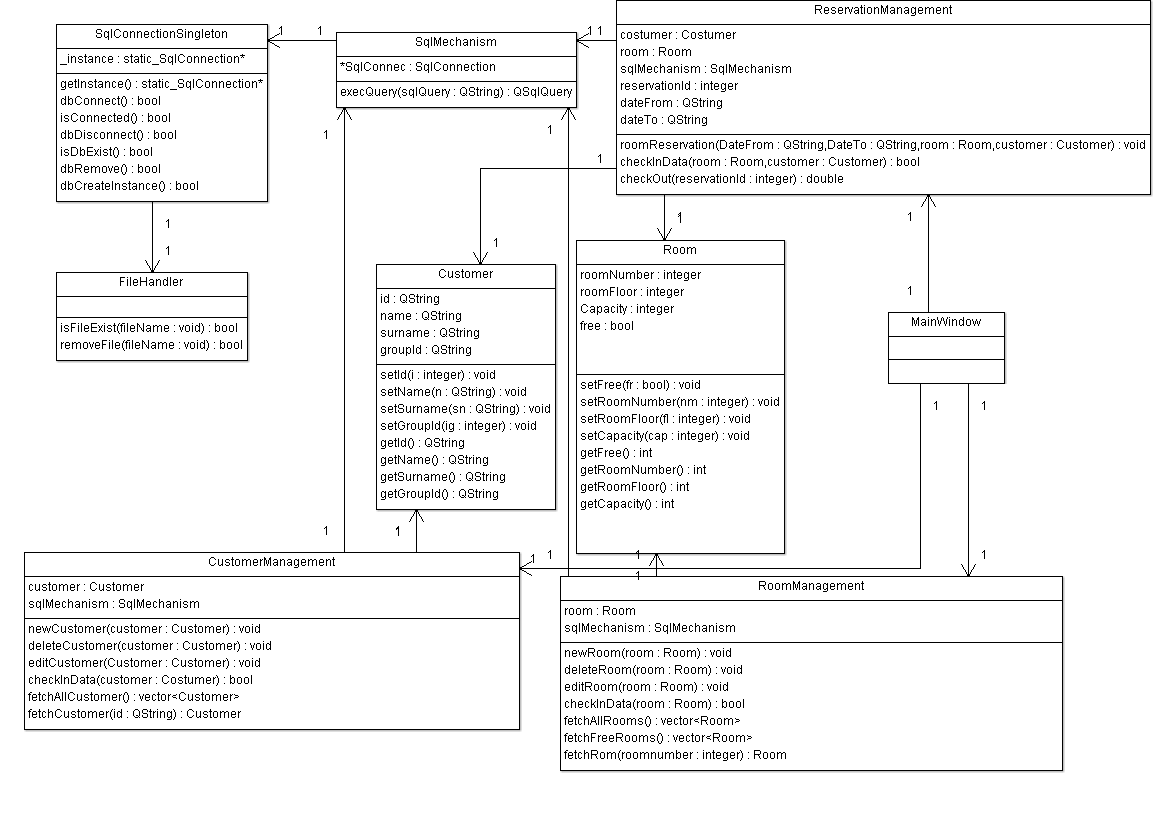 SqlConnectionSingleton
_instance : static_SqlConnection*
getInstance() : static_SqlConnection*
dbConnect() : bool
isConnected() : bool
dbDisconnect() : bool
isDbExist() : bool
dbRemove() : bool
dbCreateInstance() : bool
1
1
SqlMechanism
*SqlConnec : SqlConnection
execQuery(sqlQuery : QString) : QSqlQuery
1
1
ReservationManagement
costumer : Costumer
room : Room
sqlMechanism : SqlMechanism
reservationId : integer
dateFrom : QString
dateTo : QString
roomReservation(DateFrom : QString,DateTo : QString,room : Room,customer : Customer) : void
checkInData(room : Room,customer : Customer) : bool
checkOut(reservationId : integer) : double
1
1
1
1
1
1
1
1
FileHandler
isFileExist(fileName : void) : bool
removeFile(fileName : void) : bool
Customer
id : QString
name : QString
surname : QString
groupId : QString
setId(i : integer) : void
setName(n : QString) : void
setSurname(sn : QString) : void
setGroupId(ig : integer) : void
getId() : QString
getName() : QString
getSurname() : QString
getGroupId() : QString
Room
roomNumber : integer
roomFloor : integer
Capacity : integer
free : bool
setFree(fr : bool) : void
setRoomNumber(nm : integer) : void
setRoomFloor(fl : integer) : void
setCapacity(cap : integer) : void
getFree() : int
getRoomNumber() : int
getRoomFloor() : int
getCapacity() : int
1
MainWindow
1
1
1
1
1
1
1
1
1
CustomerManagement
customer : Customer
sqlMechanism : SqlMechanism
newCustomer(customer : Customer) : void
deleteCustomer(customer : Customer) : void
editCustomer(Customer : Customer) : void
checkInData(customer : Costumer) : bool
fetchAllCustomer() : vector<Customer>
fetchCustomer(id : QString) : Customer
1
RoomManagement
room : Room
sqlMechanism : SqlMechanism
newRoom(room : Room) : void
deleteRoom(room : Room) : void
editRoom(room : Room) : void
checkInData(room : Room) : bool
fetchAllRooms() : vector<Room>
fetchFreeRooms() : vector<Room>
fetchRom(roomnumber : integer) : Room